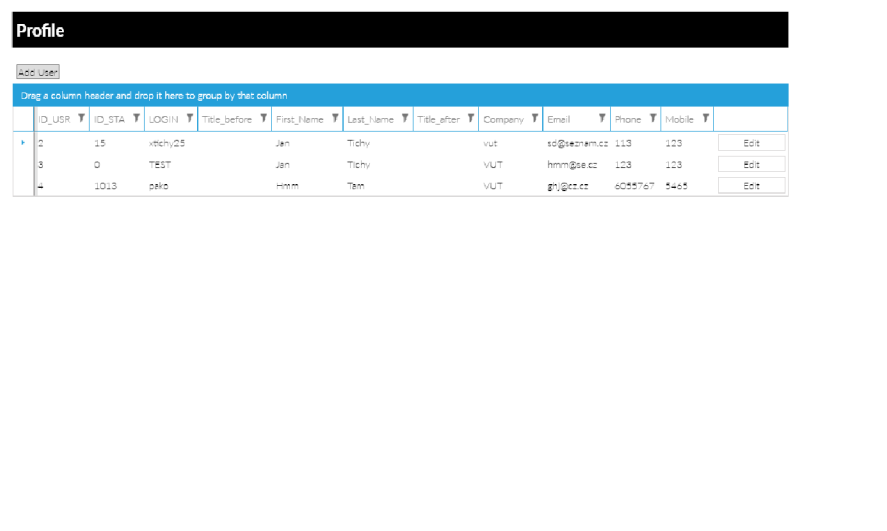 Profile
Add User
Drag a column header and drop it here to group by that column
ID_USR ID_STA LOGIN Title_before First_Name Last_Name Title_after Company Email Phone Mobile
2 15 xtichy25 Jan Tichy vut sd@seznam.cz 113 123 Edit
3 0 TEST Jan Tichy VUT hmm@se.cz 123 123 Edit
4 1013 pako Hmm Tam VUT ghj@cz.cz 6055767 5465 Edit